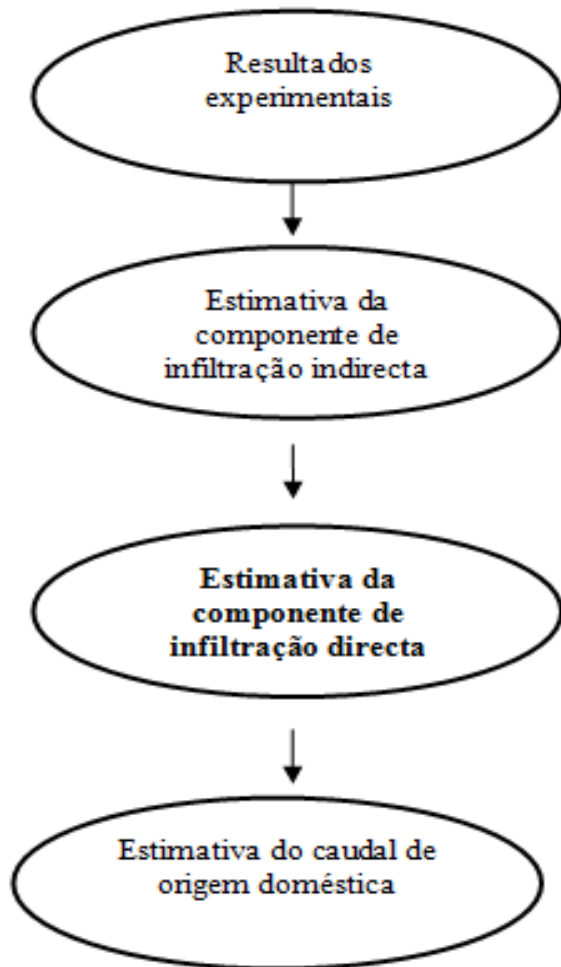 Resultados
experimentais
Estimativa da
componente de
infiltração indirecta
Estimativa da
componente de
infiltração directa
Estimativa do caudal de
origem doméstica